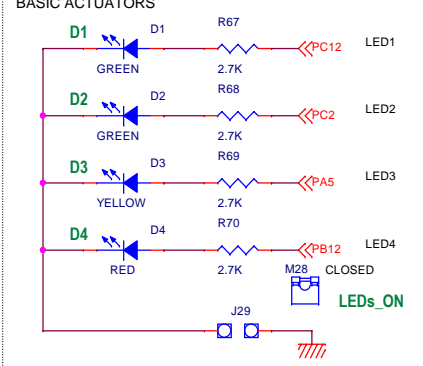 BASIC ACTUATORS
D1 D1 R67
PC12 LED1
GREEN 2.7K
D2 D2 R68
PC2 LED2
GREEN 2.7K
D3 D3 R69
PA5 LED3
YELLOW 2.7K
D4 D4 R70
PB12 LED4
RED 2.7K M28 CLOSED
LEDs_ON
J29